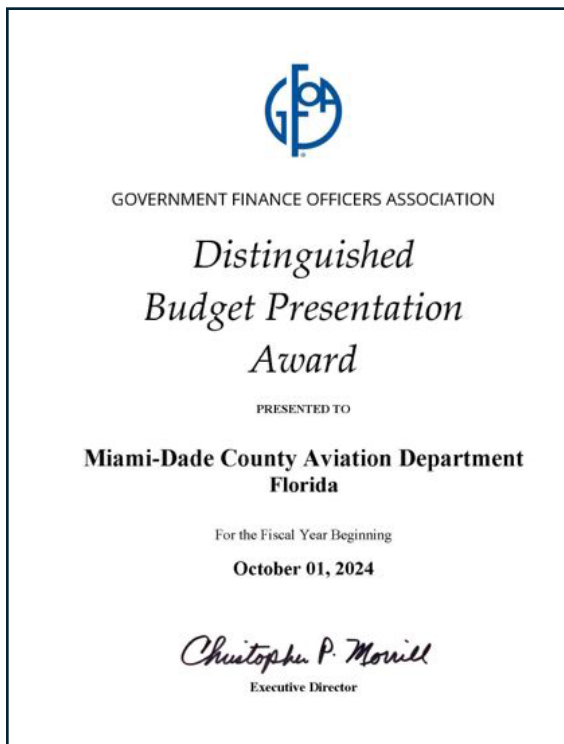 GFOA
GOVERNMENT FINANCE OFFICERS ASSOCIATION
Distinguished
Budget Presentation
Award
PRESENTED TO
Miami-Dade County Aviation Department
Florida
For the Fiscal Year Beginning
October 01, 2024
Christopher P. Morrill
Executive Director